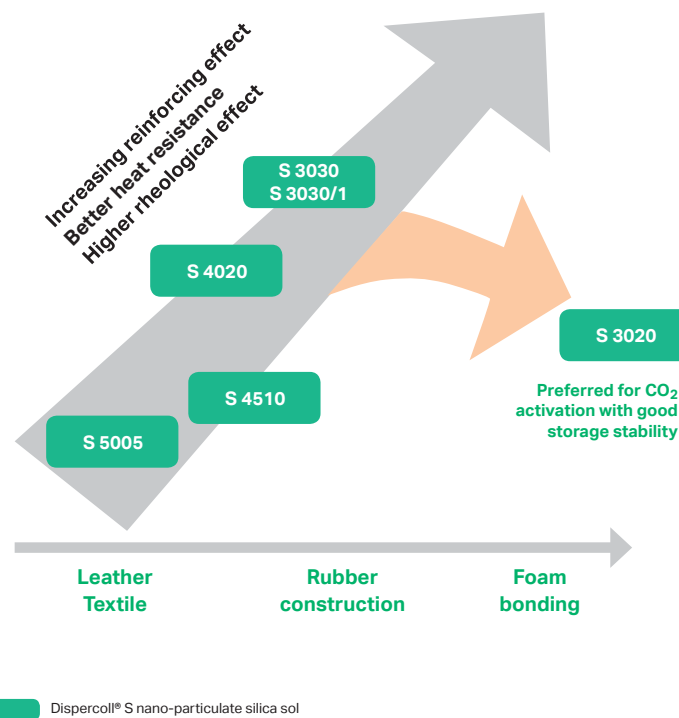 Increasing reinforcing effect
Better heat resistance
Higher rheological effect
S 3030
S 3030/1
S 4020
S 3020
S 4510
S 5005
Preferred for CO₂
activation with good
storage stability
Leather
Textile
Rubber
construction
Foam
bonding
Dispercoll® S nano-particulate silica sol